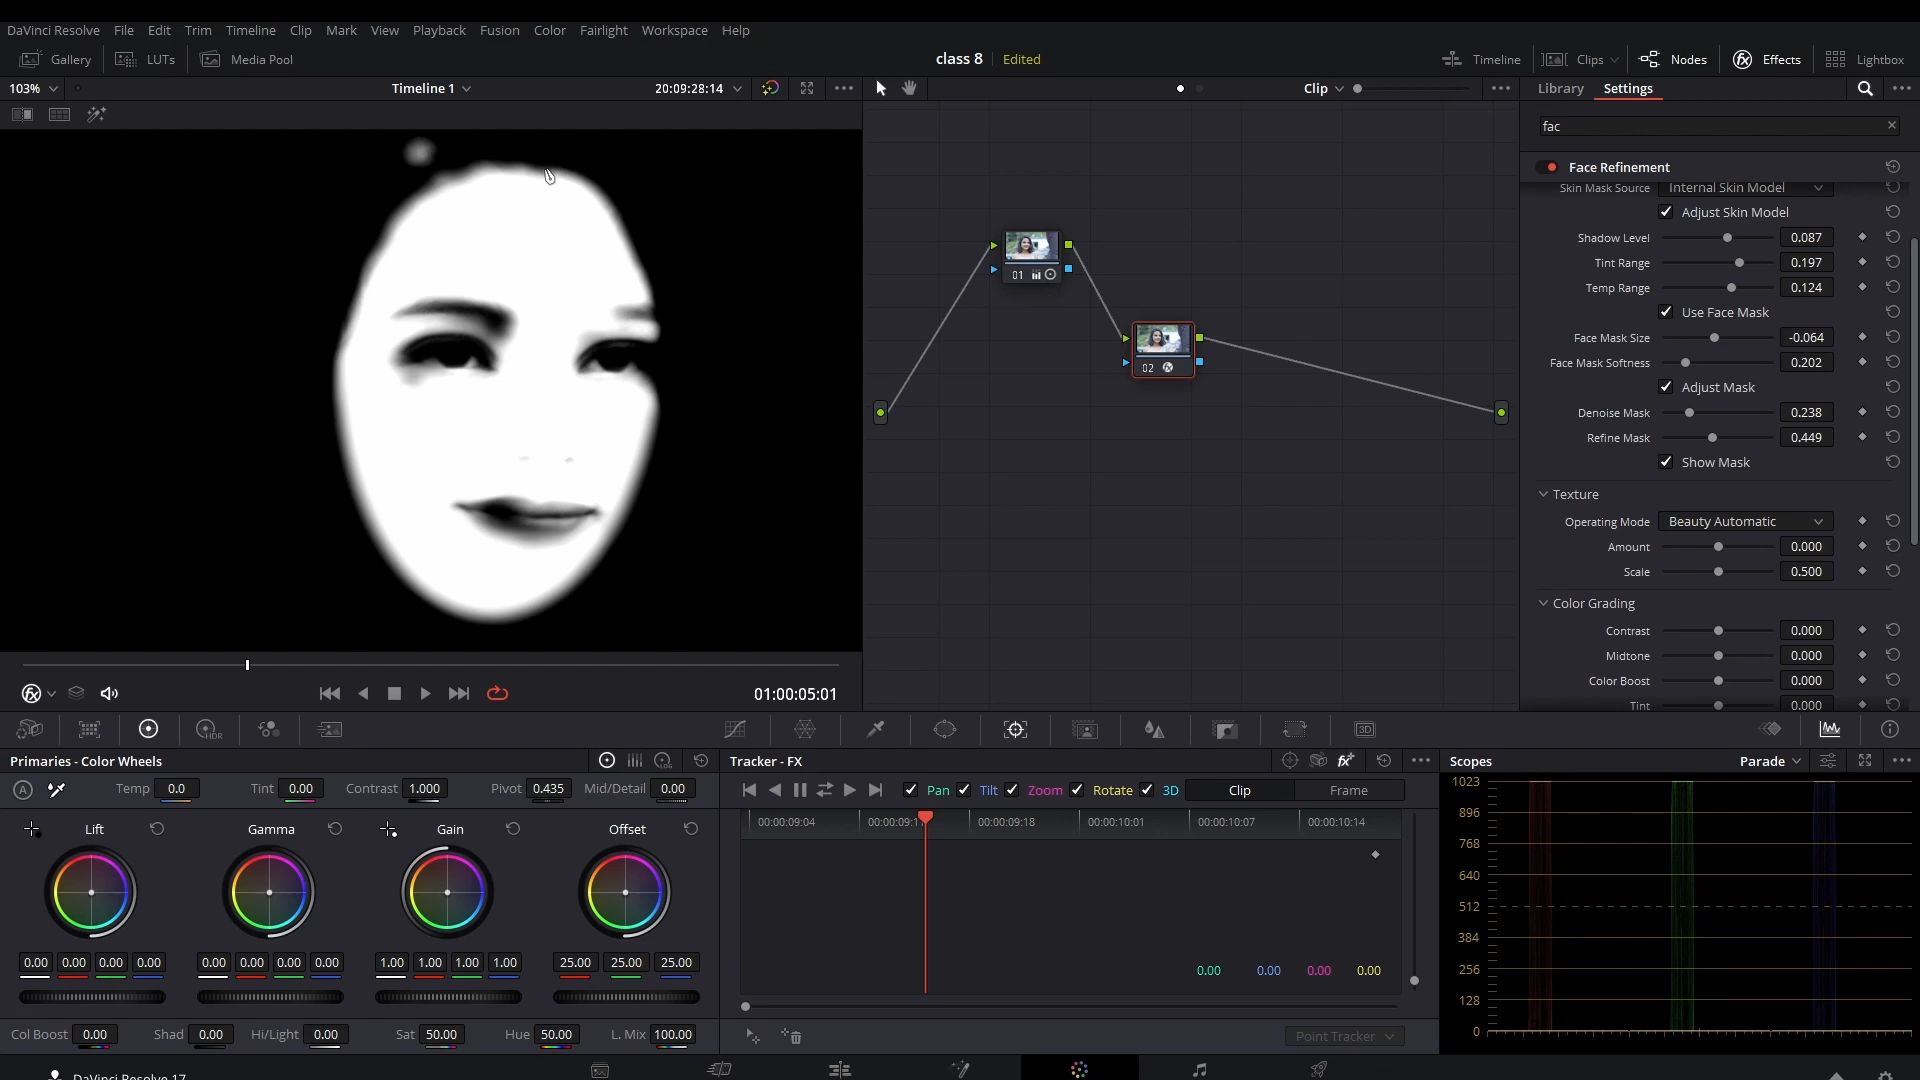 DaVinci Resolve File Edit Trim Timeline Clip Mark View Playback Fusion Color Fairlight Workspace Help
Gallery LUTs Media Pool class 8 Edited Timeline Clips Nodes Effects Lightbox
103% Timeline 1 20:09:28:14 Clip Library Settings
fac
Face Refinement
Skin Mask Source Internal Skin Model
Adjust Skin Model
Shadow Level 0.087
Tint Range 0.197
Temp Range 0.124
Use Face Mask
Face Mask Size -0.064
Face Mask Softness 0.202
Adjust Mask
Denoise Mask 0.238
Refine Mask 0.449
Show Mask
Texture
Operating Mode Beauty Automatic
Amount 0.000
Scale 0.500
Color Grading
Contrast 0.000
Midtone 0.000
Color Boost 0.000
Tint 0.000
01
02
01:00:05:01
HDR
3D
Primaries - Color Wheels
LOG
A Temp 0.0 Tint 0.00 Contrast 1.000 Pivot 0.435 Mid/Detail 0.00
Lift Gamma Gain Offset
0.00 0.00 0.00 0.00 0.00 0.00 0.00 0.00 1.00 1.00 1.00 1.00 25.00 25.00 25.00
Col Boost 0.00 Shad 0.00 Hi/Light 0.00 Sat 50.00 Hue 50.00 L. Mix 100.00
Tracker - FX
Pan Tilt Zoom Rotate 3D Clip Frame
00:00:09:04 00:00:09:11 00:00:09:18 00:00:10:01 00:00:10:07 00:00:10:14
0.00 0.00 0.00 0.00
Point Tracker
Scopes Parade
1023
896
768
640
512
384
256
128
0
DaVinci Resolve 17